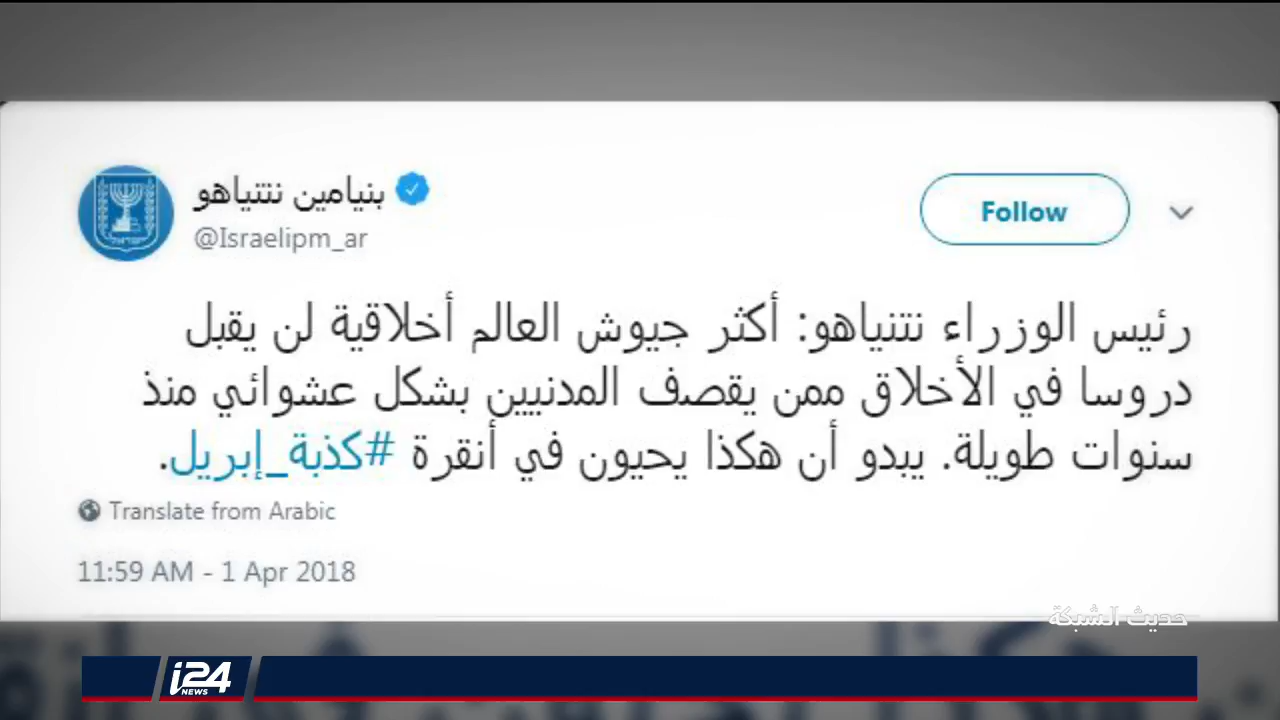 بنيامين نتنياهو
@Israelipm_ar
Follow
رئيس الوزراء نتنياهو: أكثر جيوش العالم أخلاقية لن يقبل
دروسا في الأخلاق ممن يقصف المدنيين بشكل عشوائي منذ
سنوات طويلة. يبدو أن هكذا يحيون في أنقرة #كذبة_إبريل.
Translate from Arabic
11:59 AM - 1 Apr 2018
حديث الشبكة
i24
NEWS